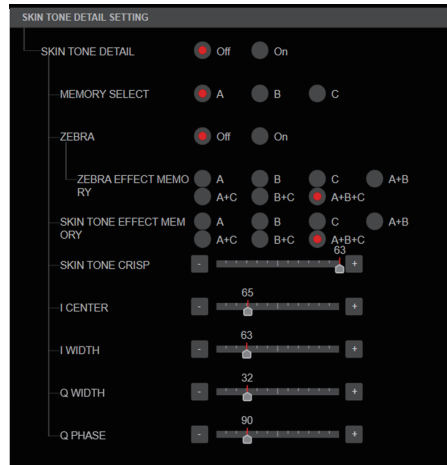 SKIN TONE DETAIL SETTING
SKIN TONE DETAIL Off On
MEMORY SELECT A B C
ZEBRA Off On
ZEBRA EFFECT MEMO
RY
A B C A+B
A+C B+C A+B+C
SKIN TONE EFFECT MEM
ORY
A B C A+B
A+C B+C A+B+C
63
SKIN TONE CRISP - +
65
I CENTER - +
63
I WIDTH - +
32
Q WIDTH - +
90
Q PHASE - +